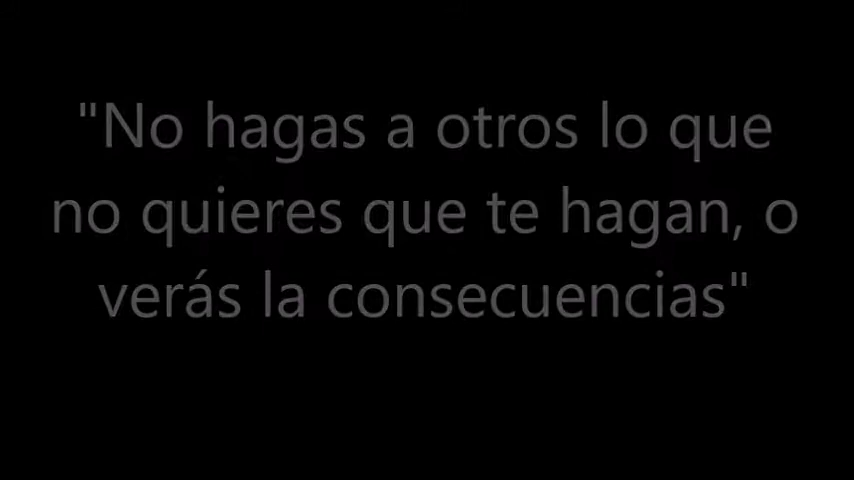 "No hagas a otros lo que
no quieres que te hagan, o
verás la consecuencias"